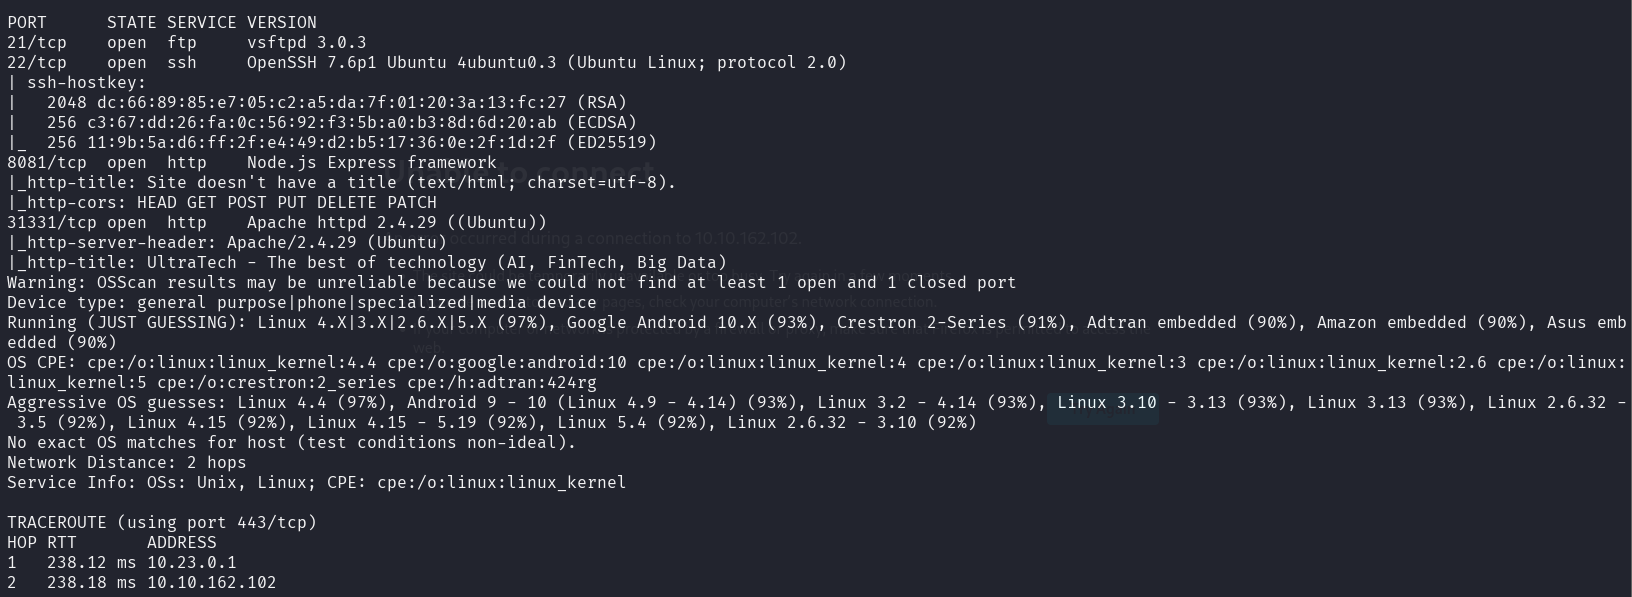 PORT      STATE SERVICE VERSION
21/tcp    open  ftp     vsftpd 3.0.3
22/tcp    open  ssh     OpenSSH 7.6p1 Ubuntu 4ubuntu0.3 (Ubuntu Linux; protocol 2.0)
| ssh-hostkey:
|   2048 dc:66:89:85:e7:05:c2:a5:da:7f:01:20:3a:13:fc:27 (RSA)
|   256 c3:67:dd:26:fa:0c:56:92:f3:5b:a0:b3:8d:6d:20:ab (ECDSA)
|_  256 11:9b:5a:d6:ff:2f:e4:49:d2:b5:17:36:0e:2f:1d:2f (ED25519)
8081/tcp  open  http    Node.js Express framework
|_http-title: Site doesn't have a title (text/html; charset=utf-8).
|_http-cors: HEAD GET POST PUT DELETE PATCH
31331/tcp open  http    Apache httpd 2.4.29 ((Ubuntu))
|_http-server-header: Apache/2.4.29 (Ubuntu)
|_http-title: UltraTech - The best of technology (AI, FinTech, Big Data)
Warning: OSScan results may be unreliable because we could not find at least 1 open and 1 closed port
Device type: general purpose|phone|specialized|media device
Running (JUST GUESSING): Linux 4.X|3.X|2.6.X|5.X (97%), Google Android 10.X (93%), Crestron 2-Series (91%), Adtran embedded (90%), Amazon embedded (90%), Asus emb
edded (90%)
OS CPE: cpe:/o:linux:linux_kernel:4.4 cpe:/o:google:android:10 cpe:/o:linux:linux_kernel:4 cpe:/o:linux:linux_kernel:3 cpe:/o:linux:linux_kernel:2.6 cpe:/o:linux:
linux_kernel:5 cpe:/o:crestron:2_series cpe:/h:adtran:424rg
Aggressive OS guesses: Linux 4.4 (97%), Android 9 - 10 (Linux 4.9 - 4.14) (93%), Linux 3.2 - 4.14 (93%), Linux 3.10 - 3.13 (93%), Linux 3.13 (93%), Linux 2.6.32 -
 3.5 (92%), Linux 4.15 (92%), Linux 4.15 - 5.19 (92%), Linux 5.4 (92%), Linux 2.6.32 - 3.10 (92%)
No exact OS matches for host (test conditions non-ideal).
Network Distance: 2 hops
Service Info: OSs: Unix, Linux; CPE: cpe:/o:linux:linux_kernel
TRACEROUTE (using port 443/tcp)
HOP RTT       ADDRESS
1   238.12 ms 10.23.0.1
2   238.18 ms 10.10.162.102